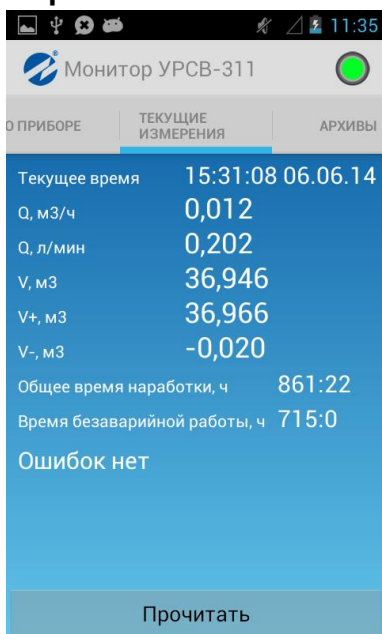 11:35
Монитор УРСВ-311
О ПРИБОРЕ
ТЕКУЩИЕ
ИЗМЕРЕНИЯ
АРХИВЫ
Текущее время 15:31:08 06.06.14
Q, м3/ч 0,012
Q, л/мин 0,202
V, м3 36,946
V+, м3 36,966
V-, м3 -0,020
Общее время наработки, ч 861:22
Время безаварийной работы, ч 715:0
Ошибок нет
Прочитать